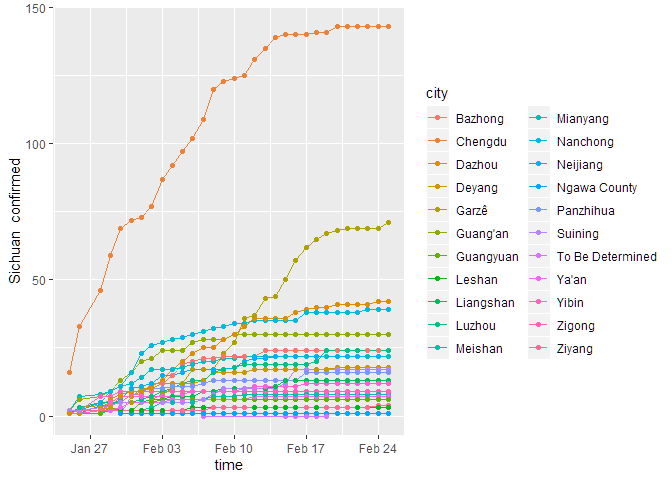 150
100
50
0
Sichuan confirmed
Jan 27 Feb 03 Feb 10 Feb 17 Feb 24
time
city
Bazhong
Chengdu
Dazhou
Deyang
Garzê
Guang'an
Guangyuan
Leshan
Liangshan
Luzhou
Meishan
Mianyang
Nanchong
Neijiang
Ngawa County
Panzhihua
Suining
To Be Determined
Ya'an
Yibin
Zigong
Ziyang